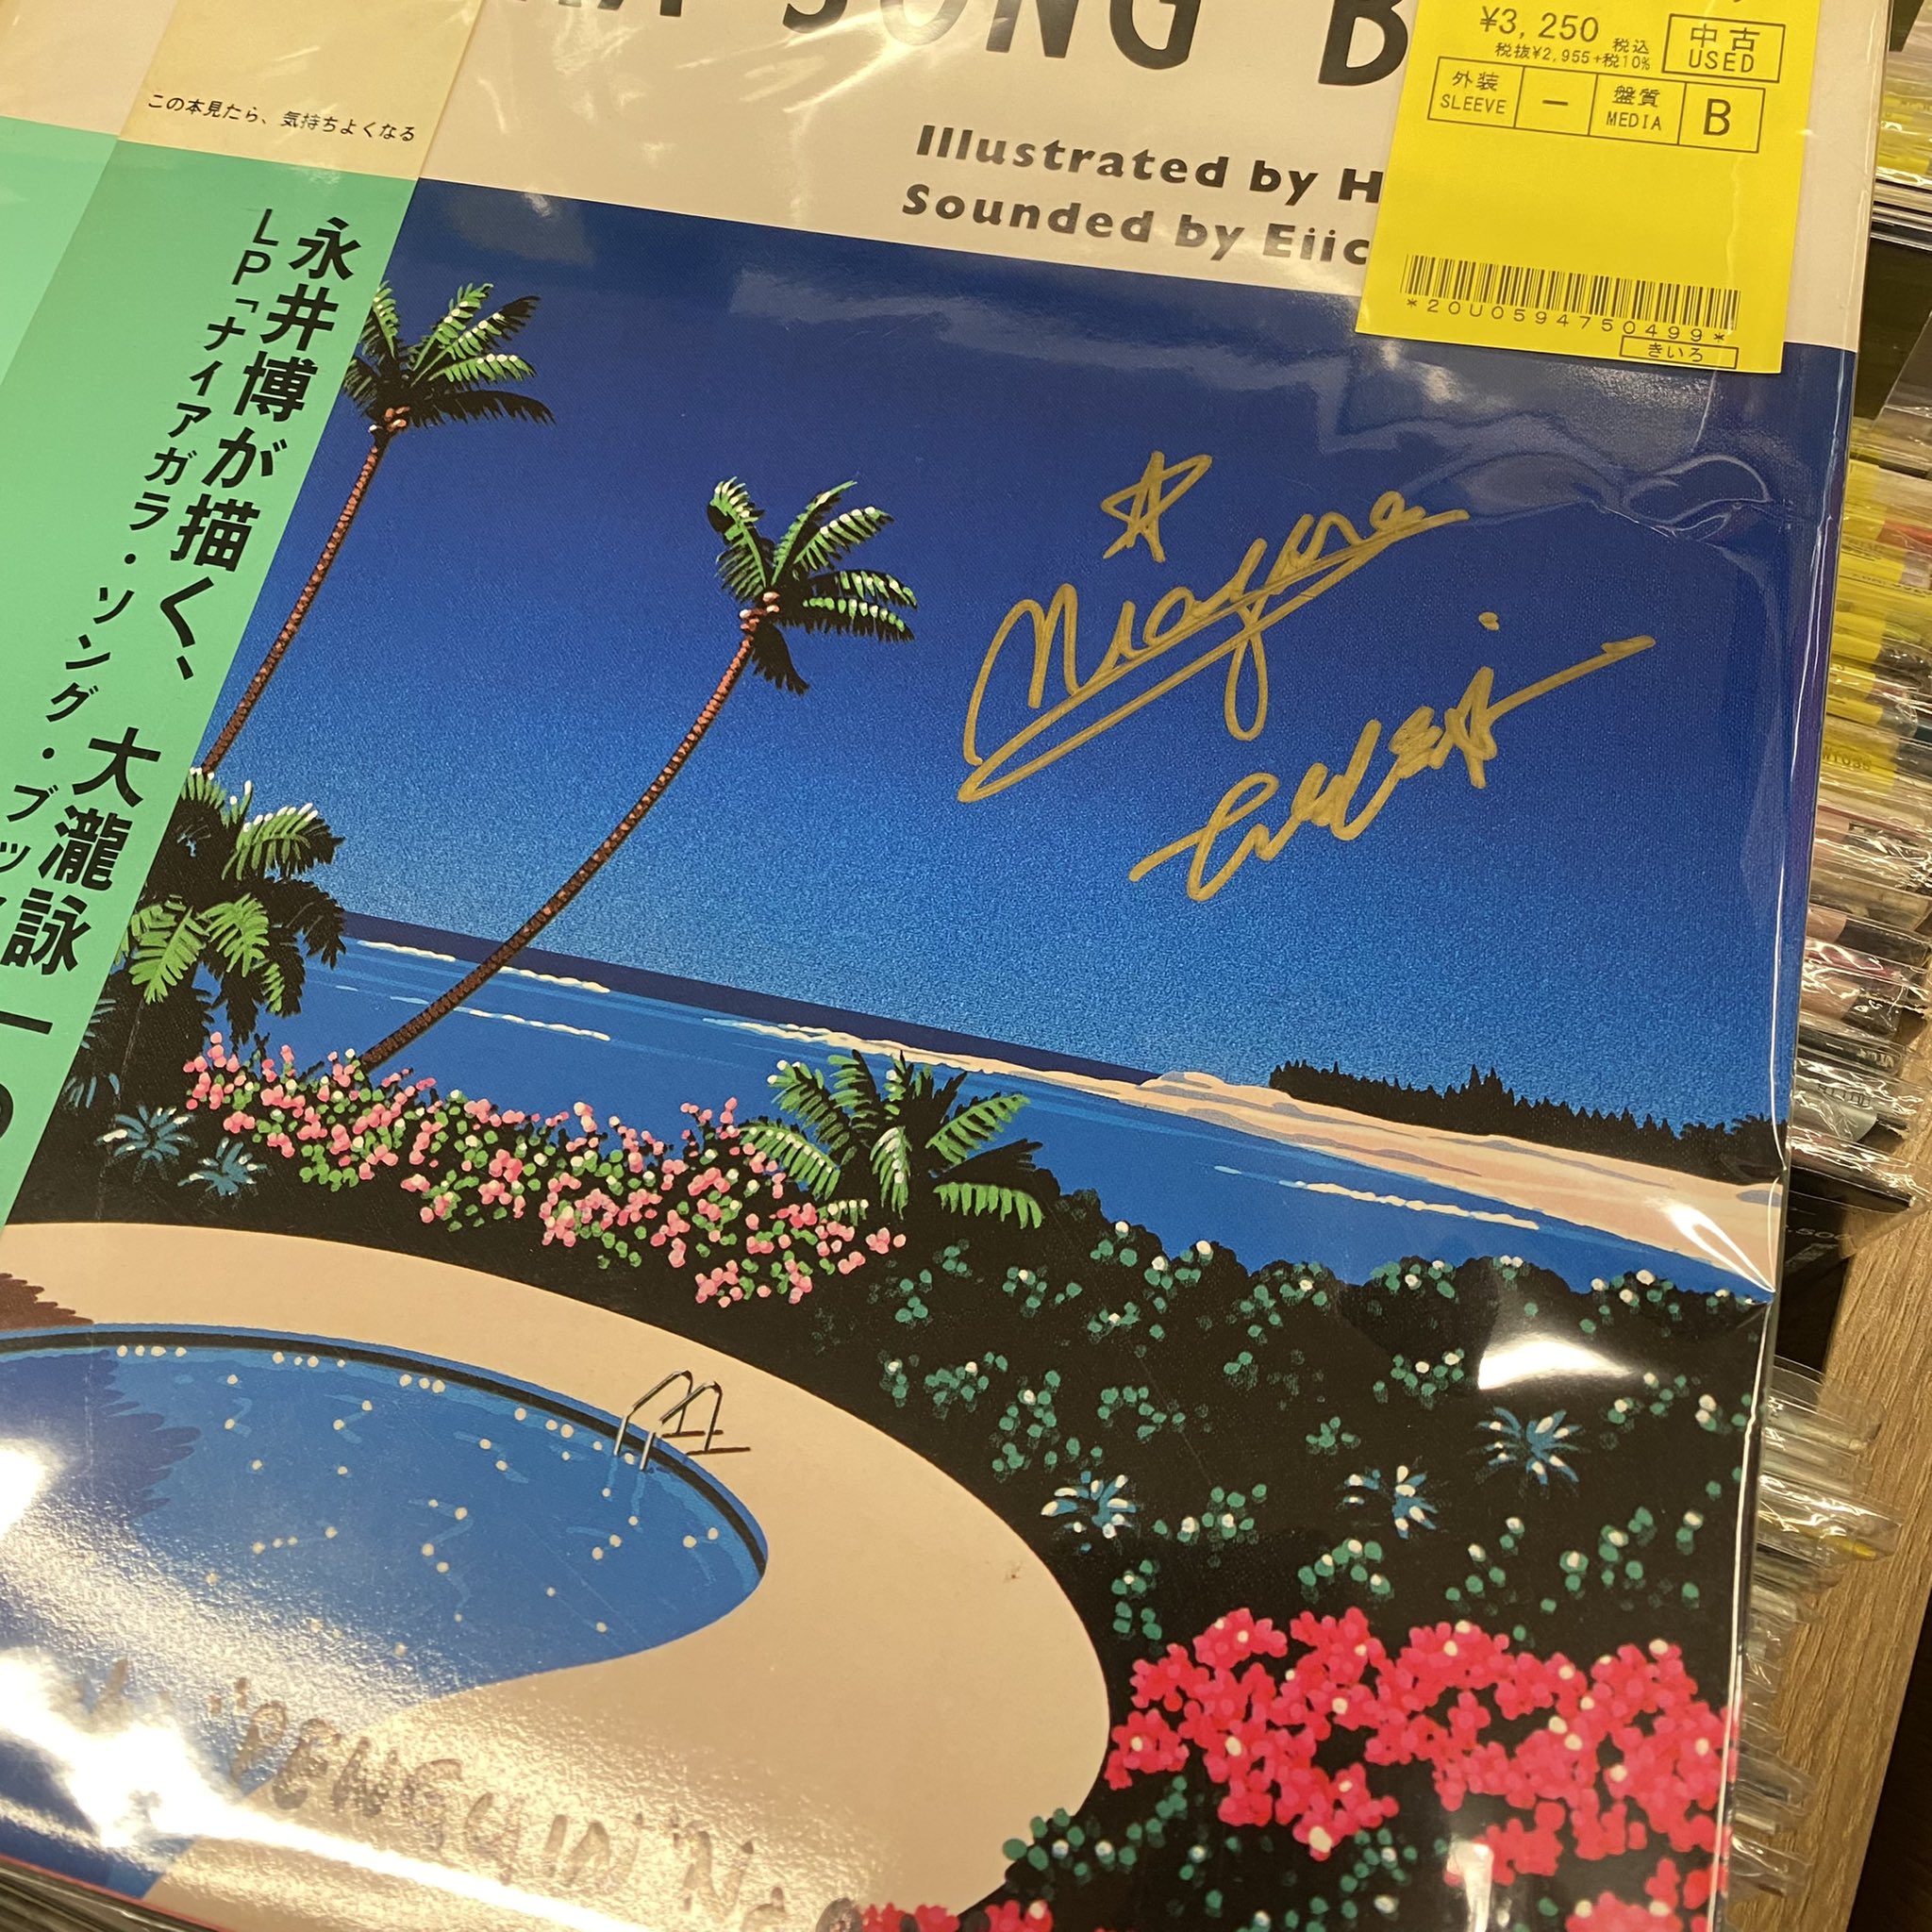 SONG B
Illustrated by H
Sounded by Eiic
¥3,250 税込
税抜¥2,955+税10%
中古
USED
外装
SLEEVE
－
盤質
MEDIA
B
*20U0594750499*
きいろ
この本見たら、気持ちよくなる
永井博が描く、大瀧詠一
LP「ナイアガラ・ソング・ブッ
Niagara
"PENGUIN"